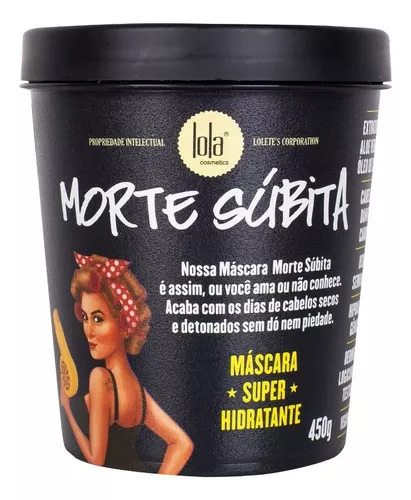 PROPRIEDADE INTELECTUAL
lola®
cosmetics
LOLETE'S CORPORATION
MORTE SÚBITA
Nossa Máscara Morte Súbita
é assim, ou você ama ou não conhece.
Acaba com os dias de cabelos secos
e detonados sem dó nem piedade.
MÁSCARA
SUPER
HIDRATANTE
450g